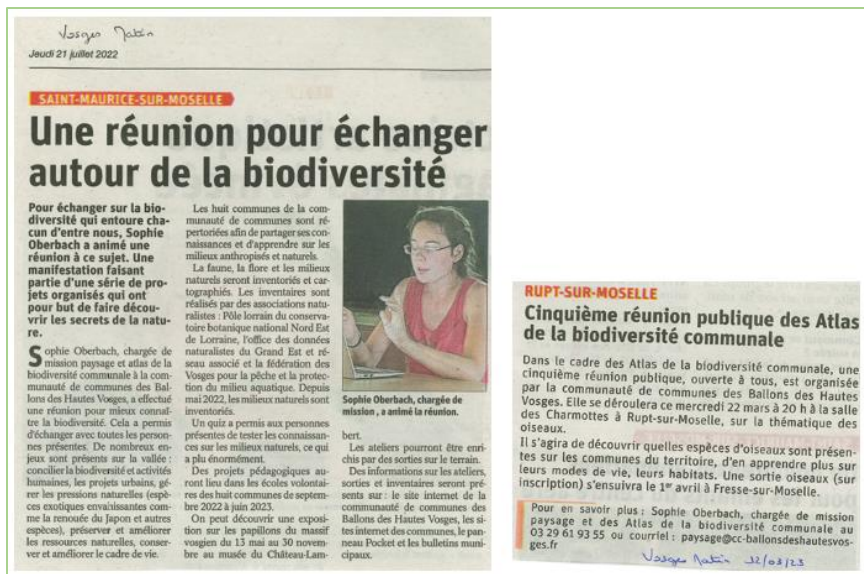 Vosges Matin
Jeudi 21 juillet 2022
SAINT-MAURICE-SUR-MOSELLE
Une réunion pour échanger
autour de la biodiversité
Pour échanger sur la bio-
diversité qui entoure cha-
cun d'entre nous, Sophie
Oberbach a animé une
réunion à ce sujet. Une
manifestation faisant
partie d'une série de pro-
jets organisés qui ont
pour but de faire décou-
vrir les secrets de la natu-
re.
Sophie Oberbach, chargée de
mission paysage et atlas de la
biodiversité communale à la com-
munauté de communes des Bal-
lons des Hautes Vosges, a effectué
une réunion pour mieux connaî-
tre la biodiversité. Cela a permis
d'échanger avec toutes les person-
nes présentes. De nombreux en-
jeux sont présents sur la vallée :
concilier la biodiversité et activités
humaines, les projets urbains, gé-
rer les pressions naturelles (espè-
ces exotiques envahissantes com-
me la renouée du Japon et autres
espèces), préserver et améliorer
les ressources naturelles, conser-
ver et améliorer le cadre de vie.
Les huit communes de la com-
munauté de communes sont ré-
pertoriées afin de partager ses con-
naissances et d'apprendre sur les
milieux anthropisés et naturels.
La faune, la flore et les milieux
naturels seront inventoriés et car-
tographiés. Les inventaires sont
réalisés par des associations natu-
ralistes : Pôle lorrain du conserva-
toire botanique national Nord Est
de Lorraine, l'office des données
naturalistes du Grand Est et ré-
seau associé et la fédération des
Vosges pour la pêche et la protec-
tion du milieu aquatique. Depuis
mai 2022, les milieux naturels sont
inventoriés.
Un quiz a permis aux personnes
présentes de tester les connaissan-
ces sur les milieux naturels, ce qui
a plu énormément.
Des projets pédagogiques au-
ront lieu dans les écoles volontai-
res des huit communes de septem-
bre 2022 à juin 2023.
On peut découvrir une exposi-
tion sur les papillons du massif
vosgien du 13 mai au 30 novem-
bre au musée du Château-Lam-
Sophie Oberbach, chargée de
mission, a animé la réunion.
bert.
Les ateliers pourront être enri-
chis par des sorties sur le terrain.
Des informations sur les ateliers,
sorties et inventaires seront pré-
sents sur : le site internet de la
communauté de communes des
Ballons des Hautes Vosges, les si-
tes internet des communes, le pan-
neau Pocket et les bulletins muni-
cipaux.
RUPT-SUR-MOSELLE
Cinquième réunion publique des Atlas
de la biodiversité communale
Dans le cadre des Atlas de la biodiversité communale, une
cinquième réunion publique, ouverte à tous, est organisée
par la communauté de communes des Ballons des Hautes
Vosges. Elle se déroulera ce mercredi 22 mars à 20 h à la salle
des Charmottes à Rupt-sur-Moselle, sur la thématique des
oiseaux.
Il s'agira de découvrir quelles espèces d'oiseaux sont présen-
tes sur les communes du territoire, d'en apprendre plus sur
leurs modes de vie, leurs habitats. Une sortie oiseau (sur
inscription) s'ensuivra le 1er avril à Fresse-sur-Moselle.
Pour en savoir plus : Sophie Oberbach, chargée de mission
paysage et des Atlas de la biodiversité communale au
03 29 61 93 55 ou courriel : paysage@cc-ballonsdeshautesvos-
ges.fr
Vosges Matin 12/03/23